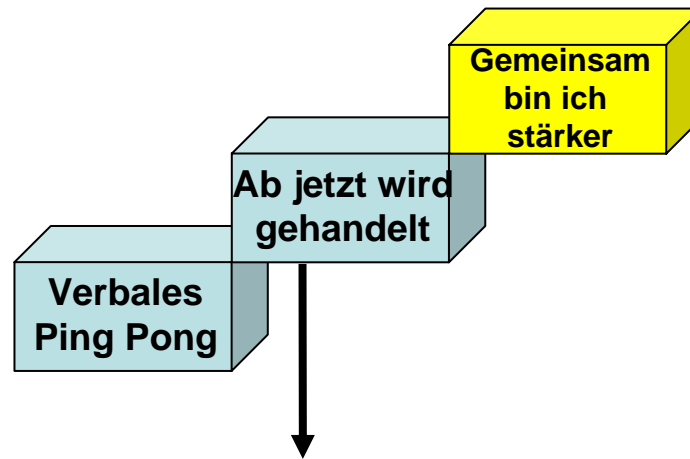 Gemeinsam
bin ich
stärker
Ab jetzt wird
gehandelt
Verbales
Ping Pong